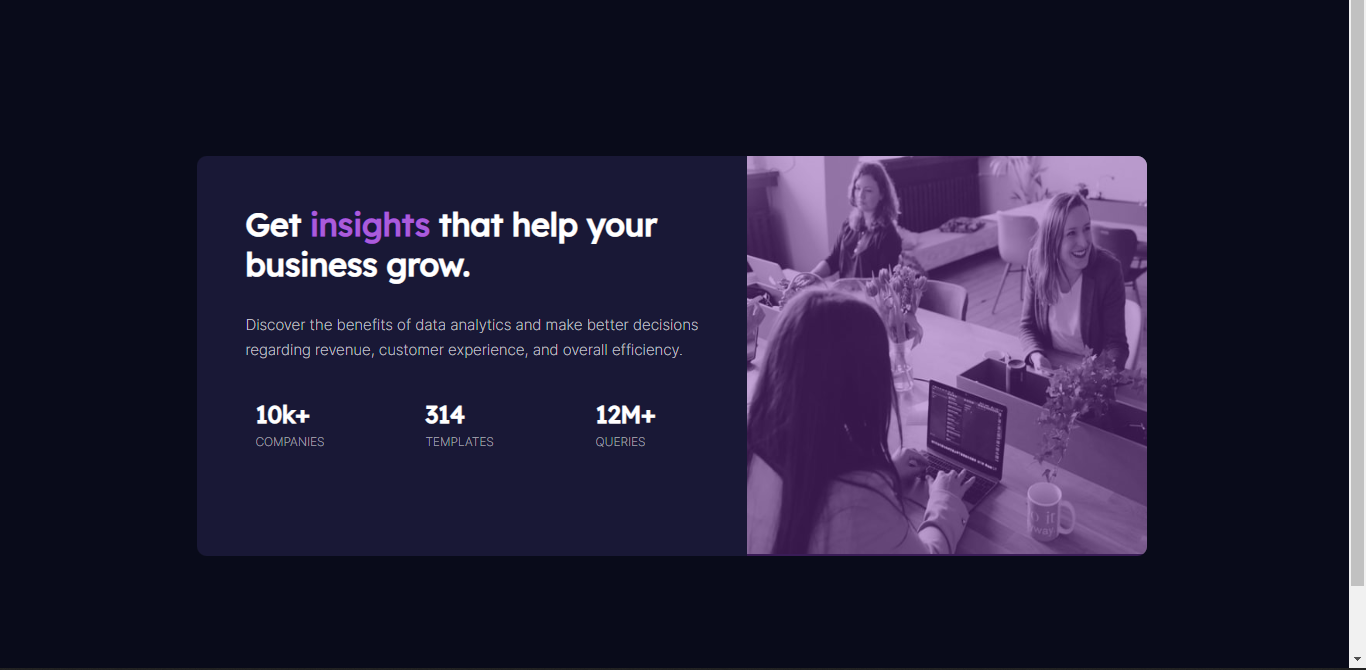 Get insights that help your
business grow.
Discover the benefits of data analytics and make better decisions
regarding revenue, customer experience, and overall efficiency.
10k+ 314 12M+
COMPANIES TEMPLATES QUERIES